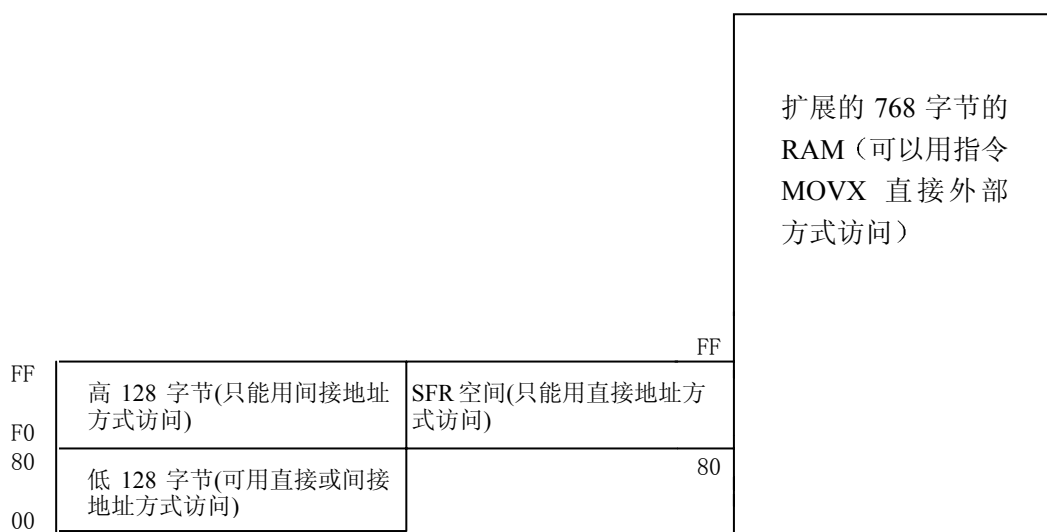 扩展的 768 字节的
RAM（可以用指令
MOVX 直接外部
方式访问）
FF
FF
高 128 字节(只能用间接地址
方式访问)
SFR 空间(只能用直接地址方
式访问)
F0
80
80
低 128 字节(可用直接或间接
地址方式访问)
00